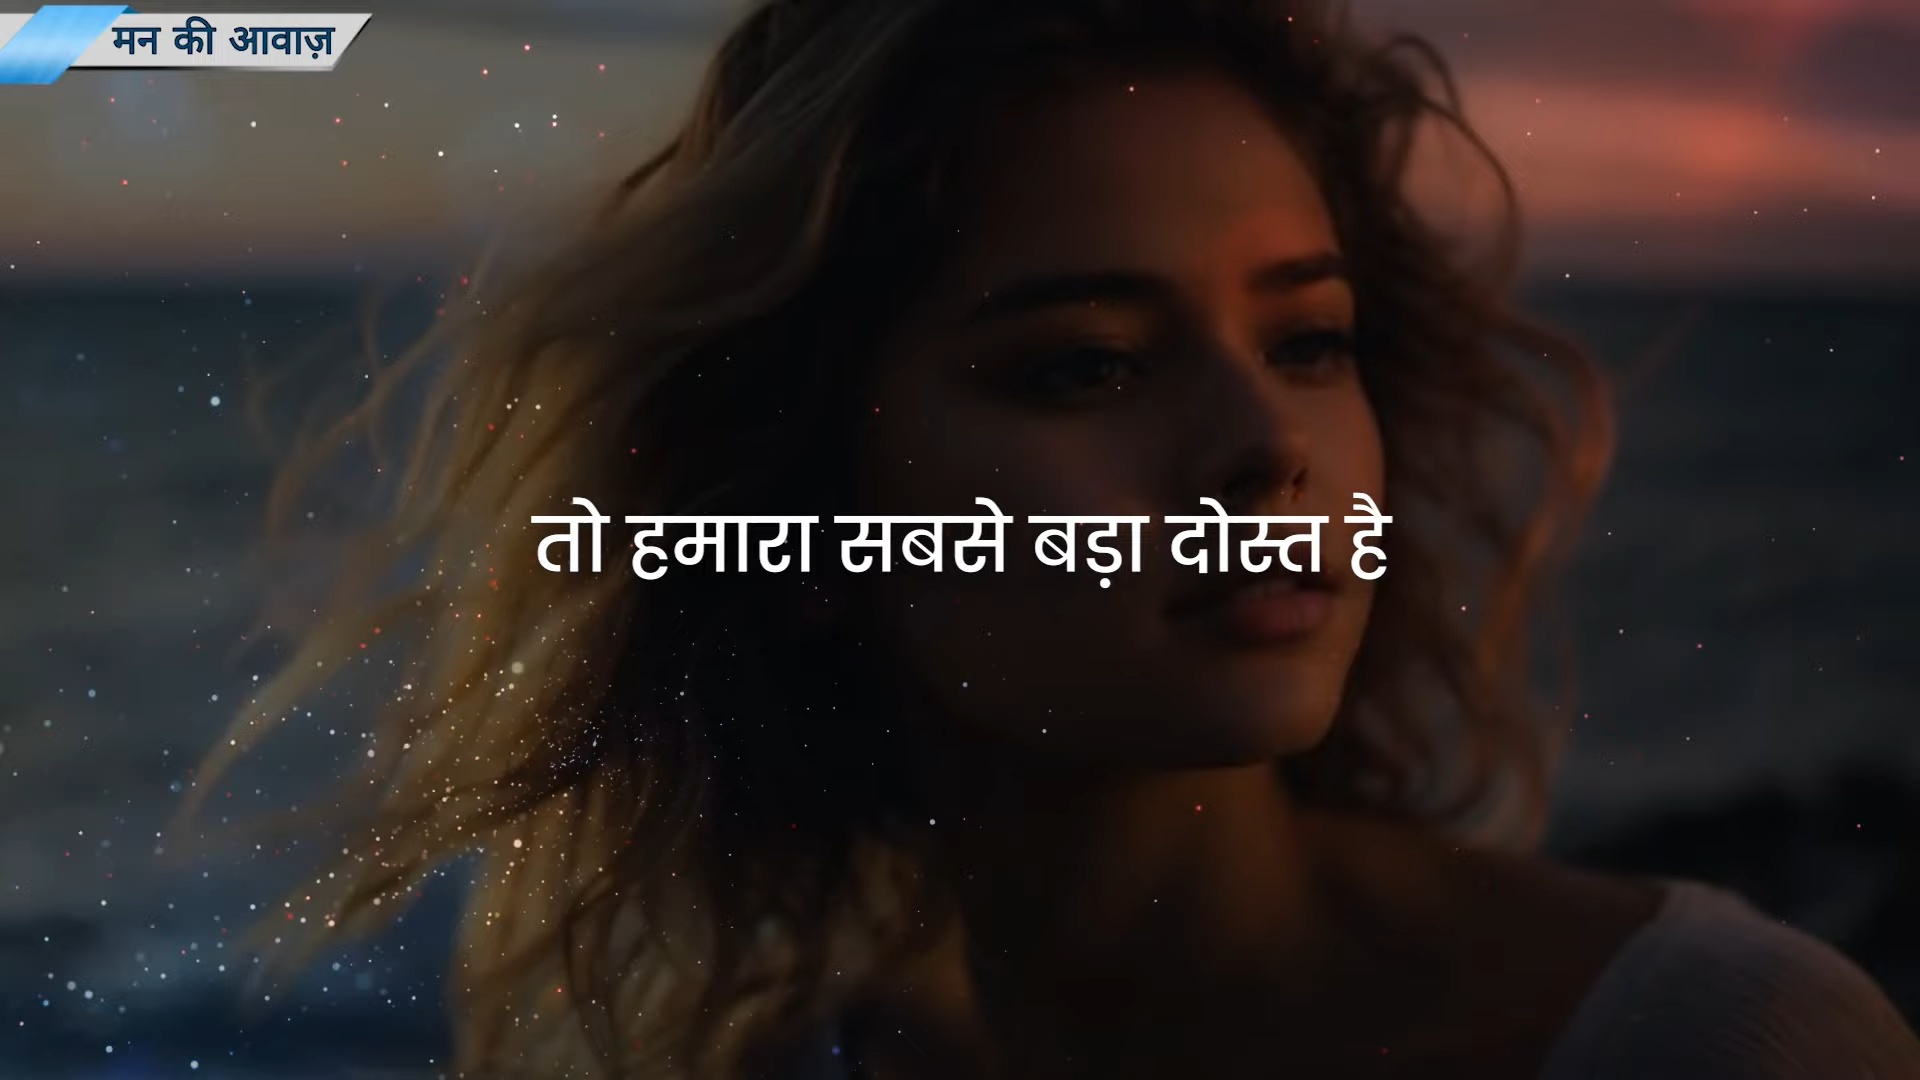 मन की आवाज़
तो हमारा सबसे बड़ा दोस्त है